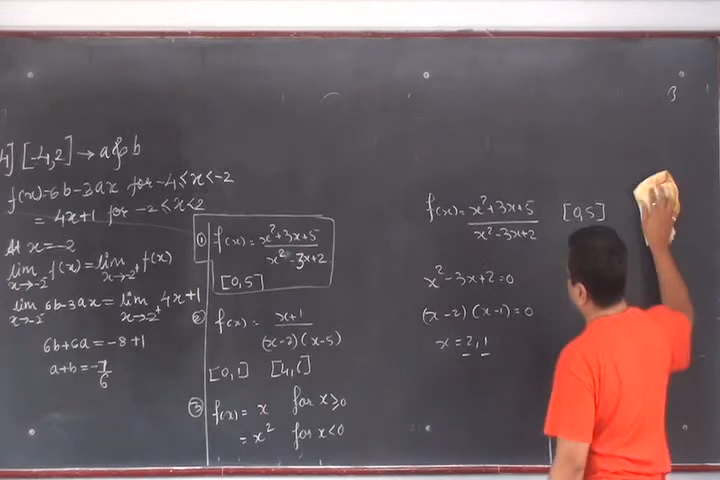 4] [-4,2] → a & b
f(x)=6b-3ax for -4≤x<-2
= 4x+1 for -2≤x≤2
At x=-2
lim x→-2⁻ f(x) = lim x→-2⁺ f(x)
lim x→-2⁻ 6b-3ax = lim x→-2⁺ 4x+1
6b+6a = -8+1
a+b = -7/6
① f(x) = (x²+3x+5)/(x²-3x+2)
[0,5]
② f(x) = (x+1)/((x-2)(x-5))
[0,1] [4,6]
③ f(x) = x for x≥0
= x² for x<0
f(x) = (x²+3x+5)/(x²-3x+2) [0,5]
x²-3x+2=0
(x-2)(x-1)=0
x=2,1